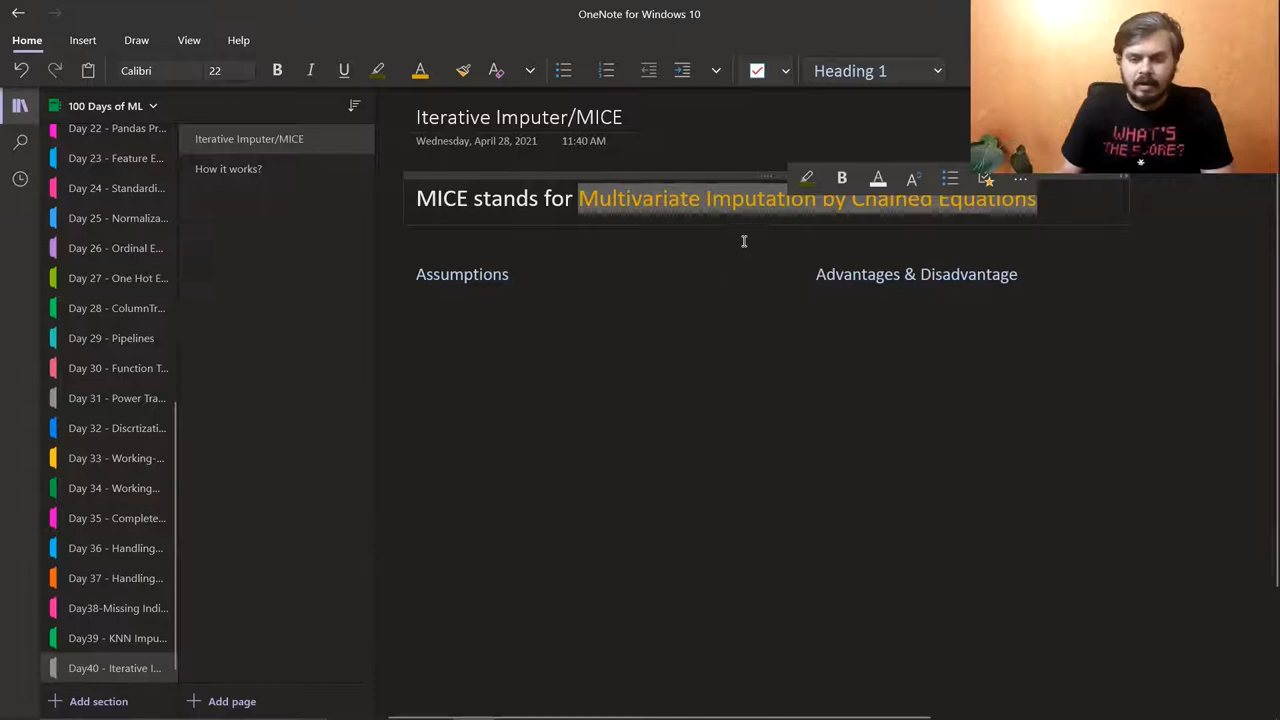 OneNote for Windows 10
Home Insert Draw View Help
Calibri 22 Heading 1
100 Days of ML
Day 22 - Pandas Pr...
Day 23 - Feature E...
Day 24 - Standardi...
Day 25 - Normaliza...
Day 26 - Ordinal E...
Day 27 - One Hot E...
Day 28 - ColumnTr...
Day 29 - Pipelines
Day 30 - Function T...
Day 31 - Power Tra...
Day 32 - Discrtizati...
Day 33 - Working-...
Day 34 - Working...
Day 35 - Complete...
Day 36 - Handling...
Day 37 - Handling...
Day38-Missing Indi...
Day39 - KNN Impu...
Day40 - Iterative I...
Add section
Iterative Imputer/MICE
How it works?
Add page
Iterative Imputer/MICE
Wednesday, April 28, 2021 11:40 AM
MICE stands for Multivariate Imputation by Chained Equations
Assumptions
Advantages & Disadvantage
WHAT'S
THE SCORE?